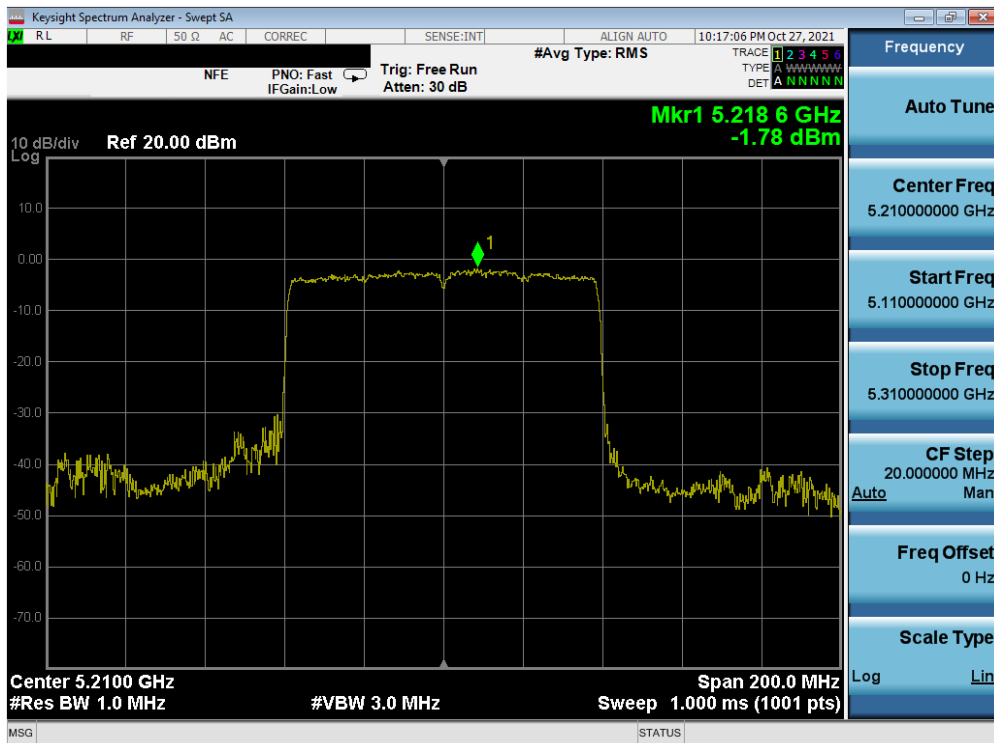 Keysight Spectrum Analyzer - Swept SA
LXI RL RF 50 Ω AC CORREC SENSE:INT ALIGN AUTO 10:17:06 PM Oct 27, 2021
#Avg Type: RMS
TRACE 1 2 3 4 5 6
TYPE A WWWWW
DET A N N N N N
NFE
PNO: Fast
IFGain:Low
Trig: Free Run
Atten: 30 dB
Mkr1 5.218 6 GHz
-1.78 dBm
10 dB/div Ref 20.00 dBm
Log
10.0
0.00
-10.0
-20.0
-30.0
-40.0
-50.0
-60.0
-70.0
1
Center 5.2100 GHz Span 200.0 MHz
#Res BW 1.0 MHz #VBW 3.0 MHz Sweep 1.000 ms (1001 pts)
MSG STATUS
Frequency
Auto Tune
Center Freq
5.210000000 GHz
Start Freq
5.110000000 GHz
Stop Freq
5.310000000 GHz
CF Step
20.000000 MHz
Auto Man
Freq Offset
0 Hz
Scale Type
Log Lin